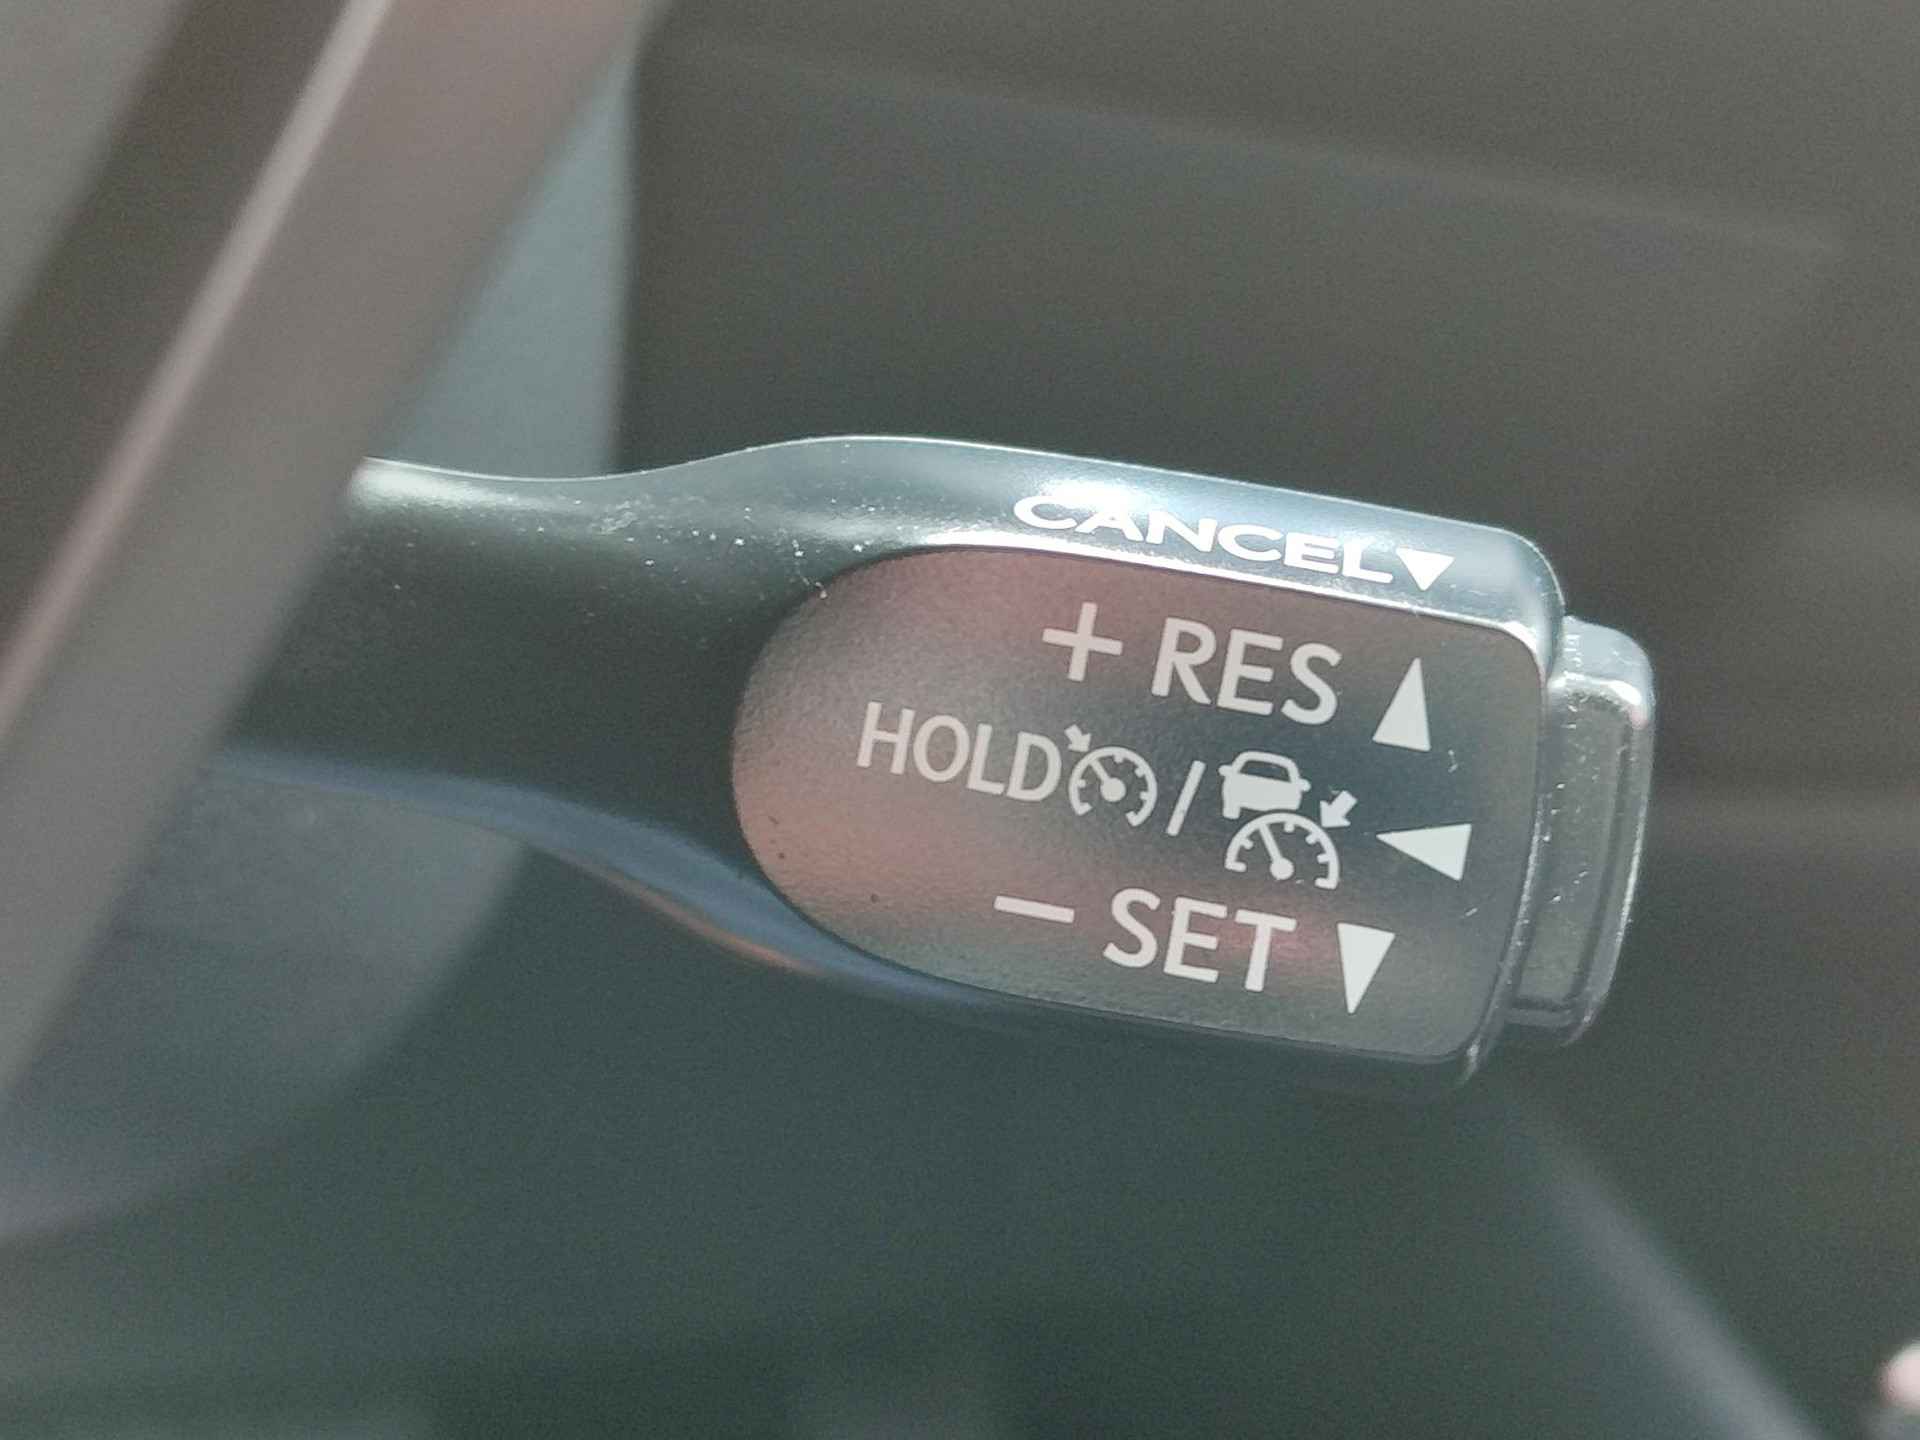 CANCEL▼
+ RES ▲
HOLD / ◀
− SET ▼